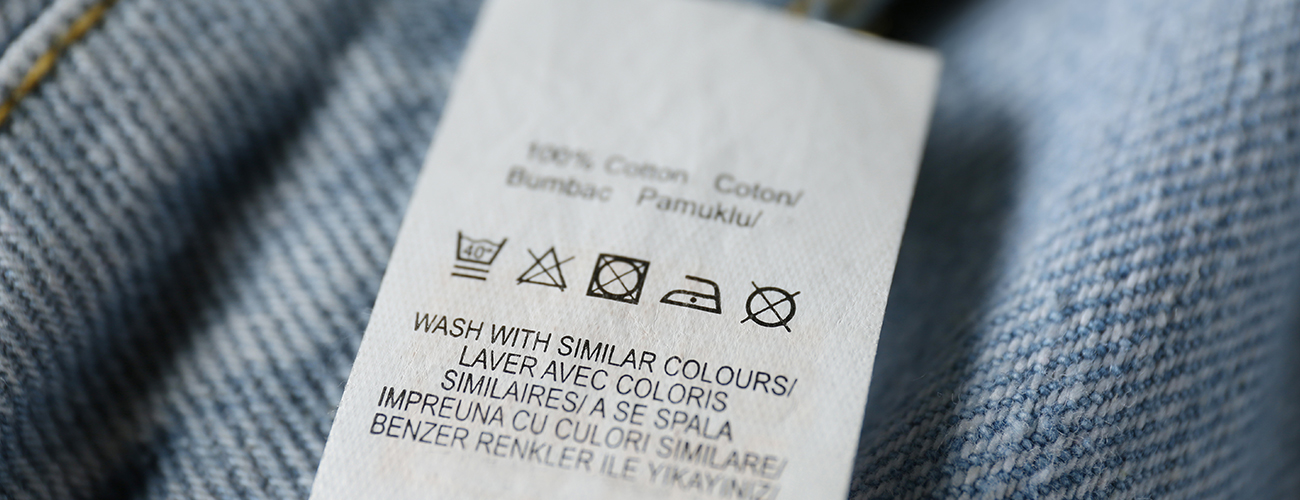 100% Cotton Coton/
Bumbac Pamuklu/
40°
WASH WITH SIMILAR COLOURS/
LAVER AVEC COLORIS
SIMILAIRES/ A SE SPALA
IMPREUNA CU CULORI SIMILARE/
BENZER RENKLER ILE YIKAYINIZ/